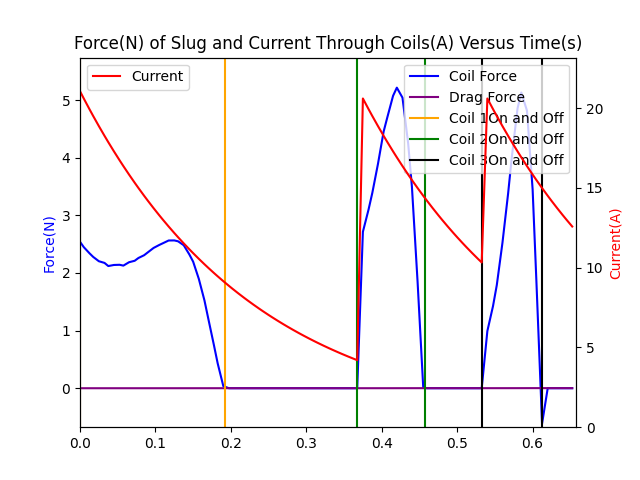 Force(N) of Slug and Current Through Coils(A) Versus Time(s)
Current
Coil Force
Drag Force
Coil 1On and Off
Coil 2On and Off
Coil 3On and Off
Force(N)
5
4
3
2
1
0
20
15
10
5
0
Current(A)
0.0 0.1 0.2 0.3 0.4 0.5 0.6